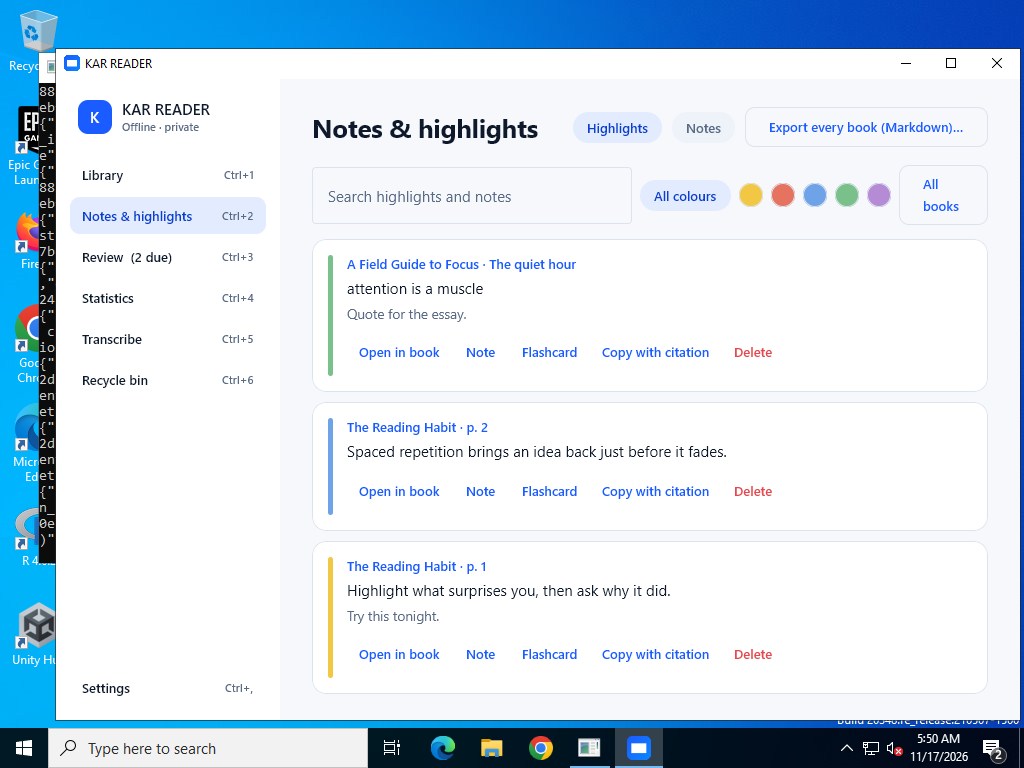 KAR READER
K
KAR READER
Offline · private
Library Ctrl+1
Notes & highlights Ctrl+2
Review (2 due) Ctrl+3
Statistics Ctrl+4
Transcribe Ctrl+5
Recycle bin Ctrl+6
Settings Ctrl+,
Notes & highlights
Highlights
Notes
Export every book (Markdown)...
Search highlights and notes
All colours
All
books
A Field Guide to Focus · The quiet hour
attention is a muscle
Quote for the essay.
Open in book Note Flashcard Copy with citation Delete
The Reading Habit · p. 2
Spaced repetition brings an idea back just before it fades.
Open in book Note Flashcard Copy with citation Delete
The Reading Habit · p. 1
Highlight what surprises you, then ask why it did.
Try this tonight.
Open in book Note Flashcard Copy with citation Delete
Type here to search
5:50 AM
11/17/2026
2